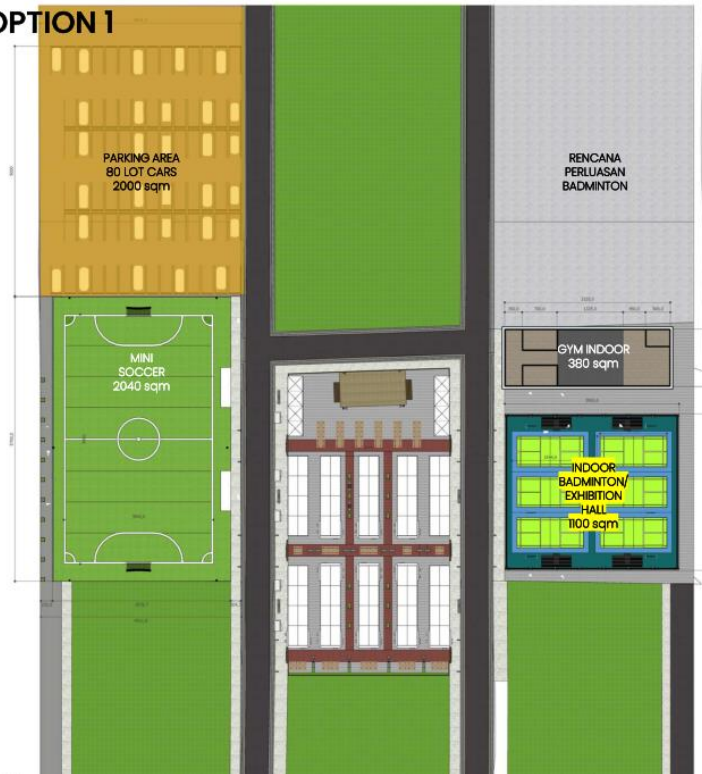 OPTION 1
PARKING AREA
80 LOT CARS
2000 sqm
RENCANA
PERLUASAN
BADMINTON
MINI
SOCCER
2040 sqm
GYM INDOOR
380 sqm
INDOOR
BADMINTON/
EXHIBITION
HALL
1100 sqm